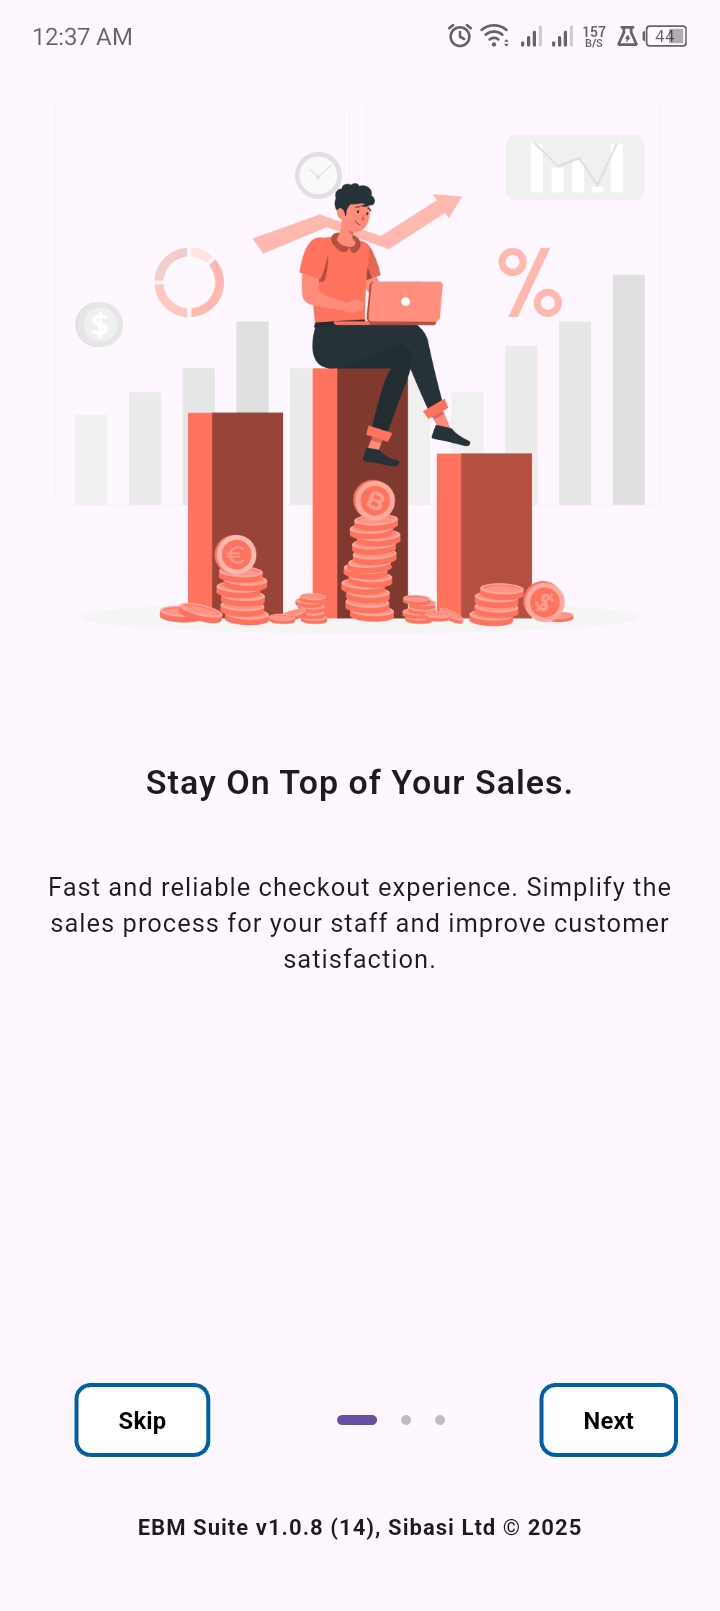 12:37 AM
157
B/S
44
$
%
€
B
$
Stay On Top of Your Sales.
Fast and reliable checkout experience. Simplify the
sales process for your staff and improve customer
satisfaction.
Skip
Next
EBM Suite v1.0.8 (14), Sibasi Ltd © 2025